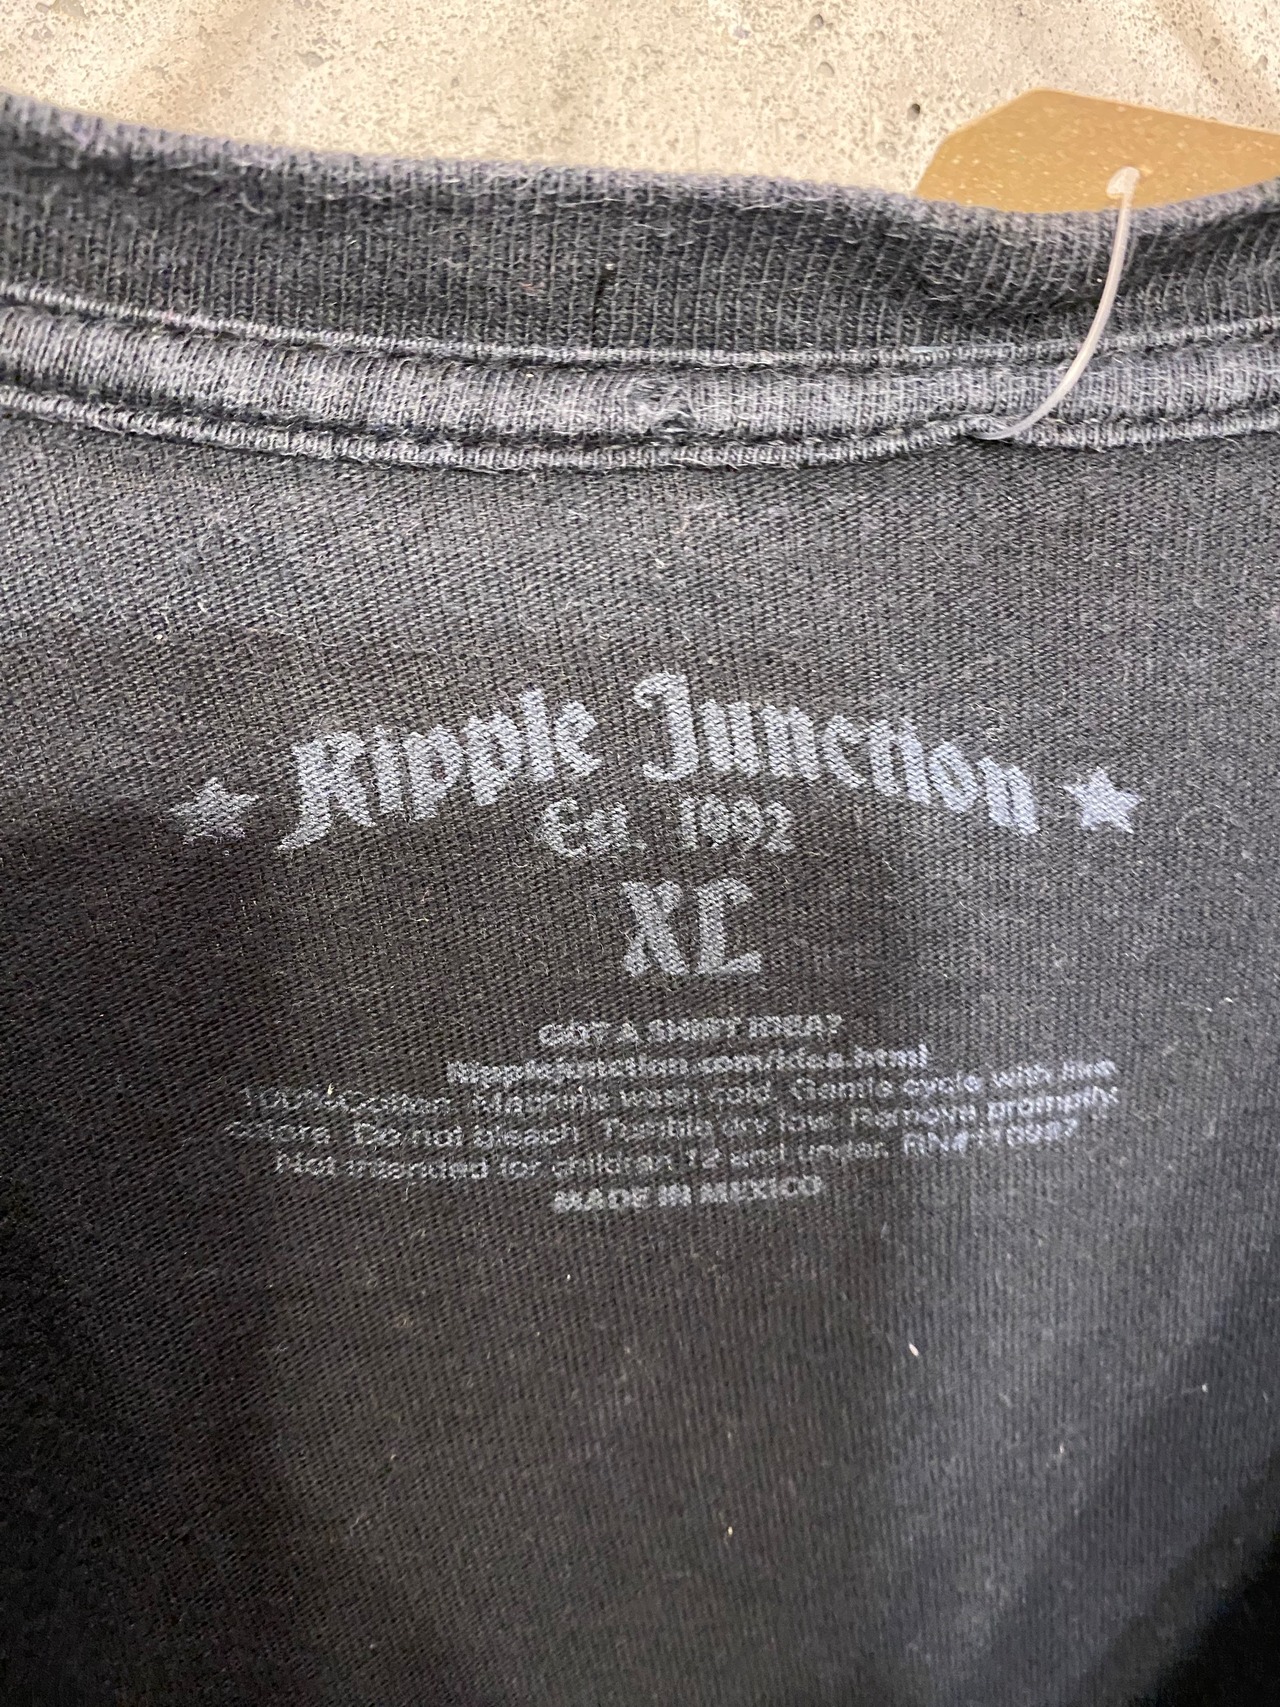 Ripple Junction
Est. 1992
XL
GOT A SHIRT IDEA?
ripplejunction.com/idea.html
100% Cotton. Machine wash cold. Gentle cycle with like
colors. Do not bleach. Tumble dry low. Remove promptly.
Not intended for children 12 and under. RN#110987
MADE IN MEXICO